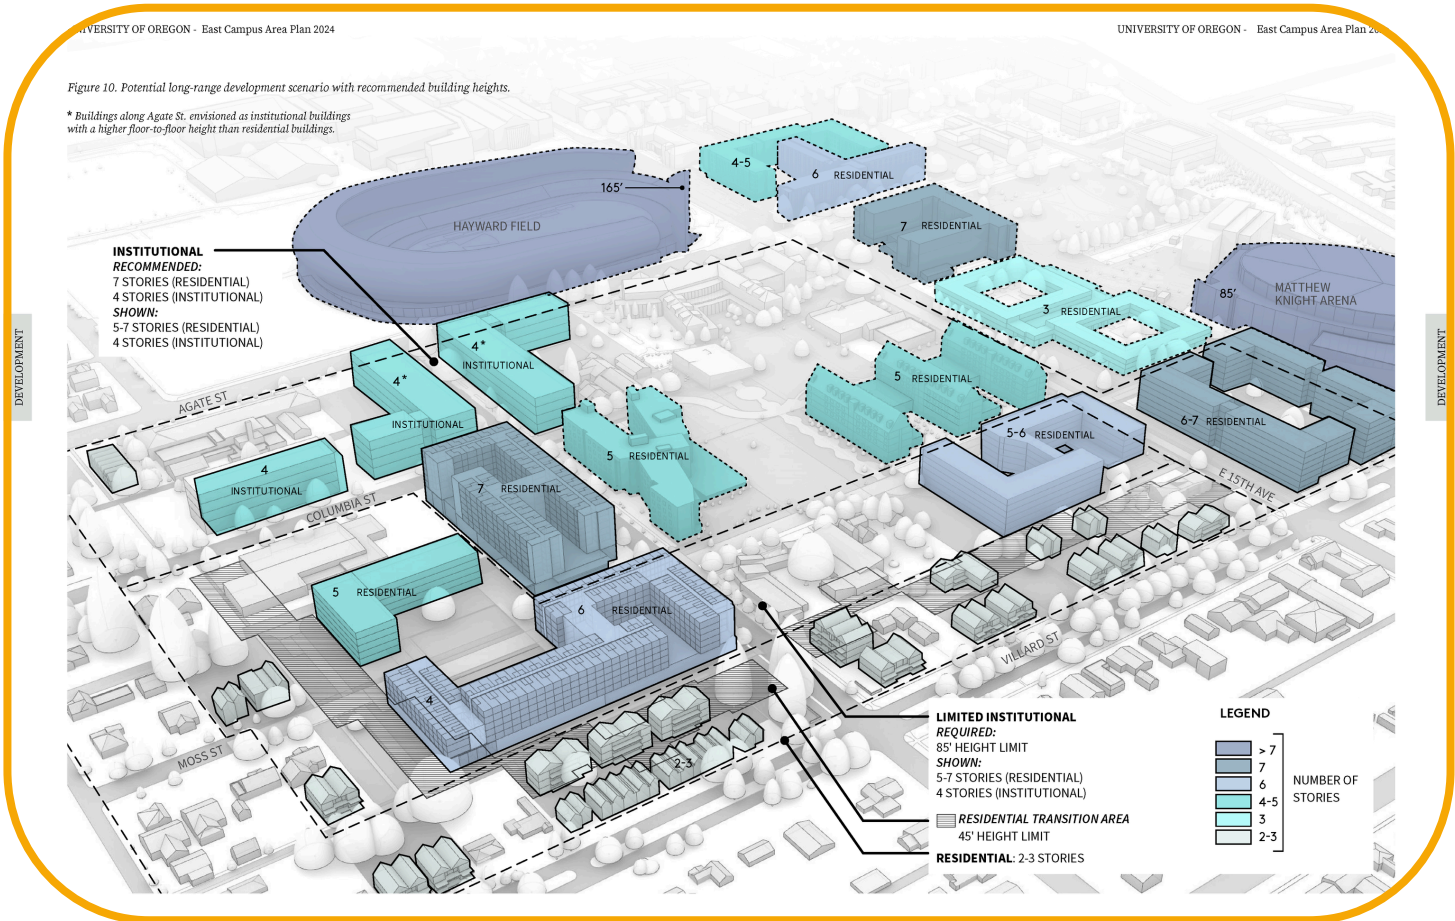 UNIVERSITY OF OREGON - East Campus Area Plan 2024
UNIVERSITY OF OREGON - East Campus Area Plan
Figure 10. Potential long-range development scenario with recommended building heights.
* Buildings along Agate St. envisioned as institutional buildings
with a higher floor-to-floor height than residential buildings.
4-5
6 RESIDENTIAL
165'
HAYWARD FIELD
7 RESIDENTIAL
INSTITUTIONAL
RECOMMENDED:
7 STORIES (RESIDENTIAL)
4 STORIES (INSTITUTIONAL)
SHOWN:
5-7 STORIES (RESIDENTIAL)
4 STORIES (INSTITUTIONAL)
85'
MATTHEW
KNIGHT ARENA
3 RESIDENTIAL
4*
INSTITUTIONAL
4*
INSTITUTIONAL
5 RESIDENTIAL
DEVELOPMENT
DEVELOPMENT
AGATE ST
6-7 RESIDENTIAL
5-6 RESIDENTIAL
5 RESIDENTIAL
4
INSTITUTIONAL
7 RESIDENTIAL
E 15TH AVE
COLUMBIA ST
5 RESIDENTIAL
6 RESIDENTIAL
VILLARD ST
4
MOSS ST
2-3
LIMITED INSTITUTIONAL
REQUIRED:
85' HEIGHT LIMIT
SHOWN:
5-7 STORIES (RESIDENTIAL)
4 STORIES (INSTITUTIONAL)
RESIDENTIAL TRANSITION AREA
45' HEIGHT LIMIT
RESIDENTIAL: 2-3 STORIES
LEGEND
> 7
7
6
4-5
3
2-3
NUMBER OF
STORIES